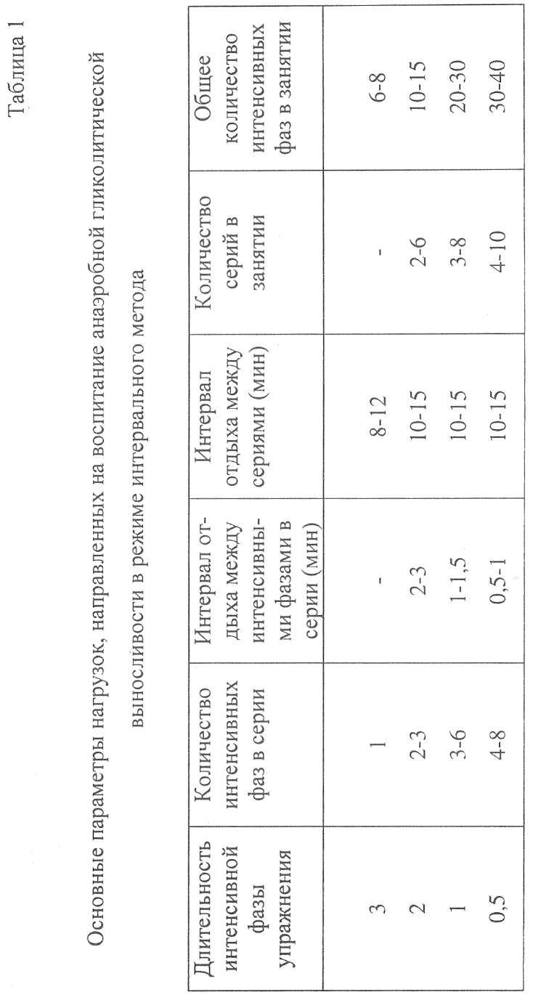 Таблица 1
Основные параметры нагрузок, направленных на воспитание анаэробной гликолитической
выносливости в режиме интервального метода
Длительность
интенсивной
фазы
упражнения
Количество
интенсивных
фаз в серии
Интервал от-
дыха между
интенсивны-
ми фазами в
серии (мин)
Интервал
отдыха между
сериями (мин)
Количество
серий в
занятии
Общее
количество
интенсивных
фаз в занятии
3 1 - 8-12 - 6-8
2 2-3 2-3 10-15 2-6 10-15
1 3-6 1-1,5 10-15 3-8 20-30
0,5 4-8 0,5-1 10-15 4-10 30-40